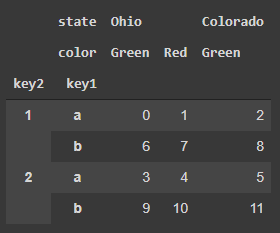 state Ohio Colorado
color Green Red Green
key2 key1
1 a 0 1 2
b 6 7 8
2 a 3 4 5
b 9 10 11